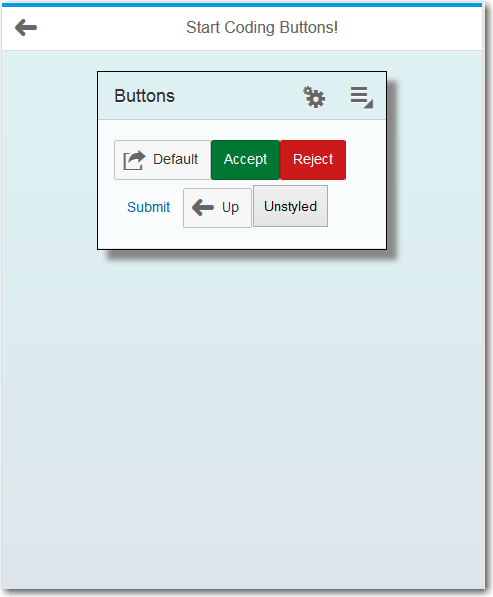 Start Coding Buttons!
Buttons
Default Accept Reject
Submit Up Unstyled